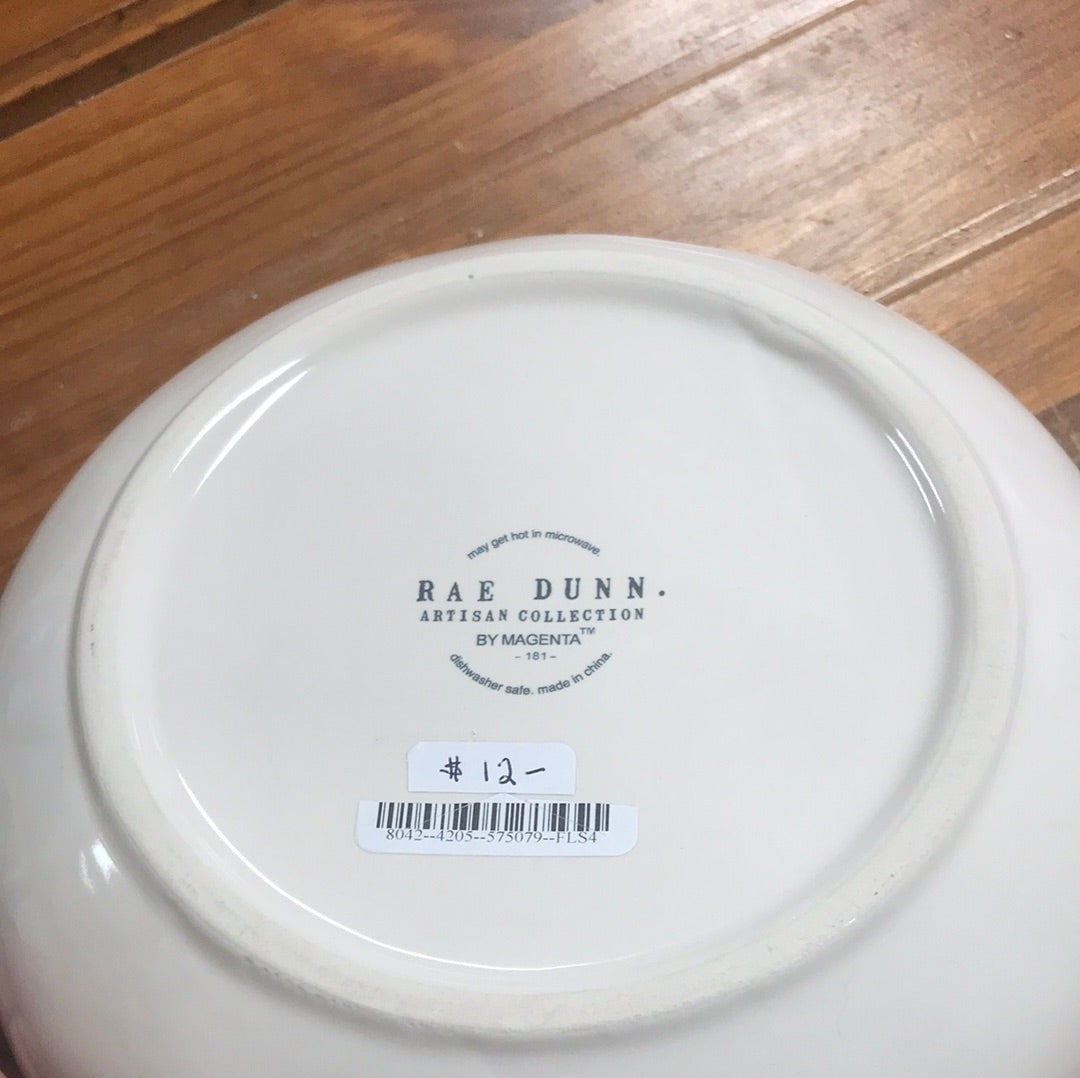 may get hot in microwave.
RAE DUNN.
ARTISAN COLLECTION
BY MAGENTA™
- 181 -
dishwasher safe. made in china.
$ 12 -
8042--4205--575079--FLS4